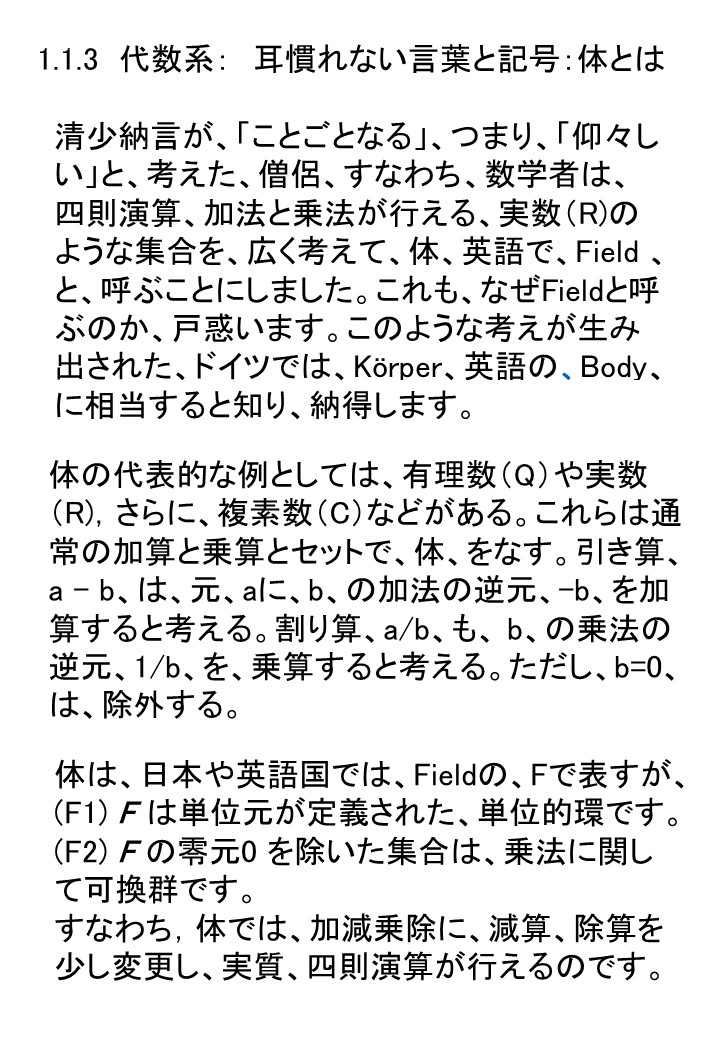 1.1.3　代数系：　耳慣れない言葉と記号：体とは
清少納言が、「ことごとなる」、つまり、「仰々し
い」と、考えた、僧侶、すなわち、数学者は、
四則演算、加法と乗法が行える、実数（R)の
ような集合を、広く考えて、体、英語で、Field 、
と、呼ぶことにしました。これも、なぜFieldと呼
ぶのか、戸惑います。このような考えが生み
出された、ドイツでは、Körper、英語の、Body、
に相当すると知り、納得します。
体の代表的な例としては、有理数（Q）や実数
（R)，さらに、複素数（C）などがある。これらは通
常の加算と乗算とセットで、体、をなす。引き算、
a － b、は、元、aに、b、の加法の逆元、-b、を加
算すると考える。割り算、a/b、も、 b、の乗法の
逆元、1/b、を、乗算すると考える。ただし、b=0、
は、除外する。
体は、日本や英語国では、Fieldの、Fで表すが、
(F1) F は単位元が定義された、単位的環です。
(F2) F の零元0 を除いた集合は、乗法に関し
て可換群です。
すなわち，体では、加減乗除に、減算、除算を
少し変更し、実質、四則演算が行えるのです。